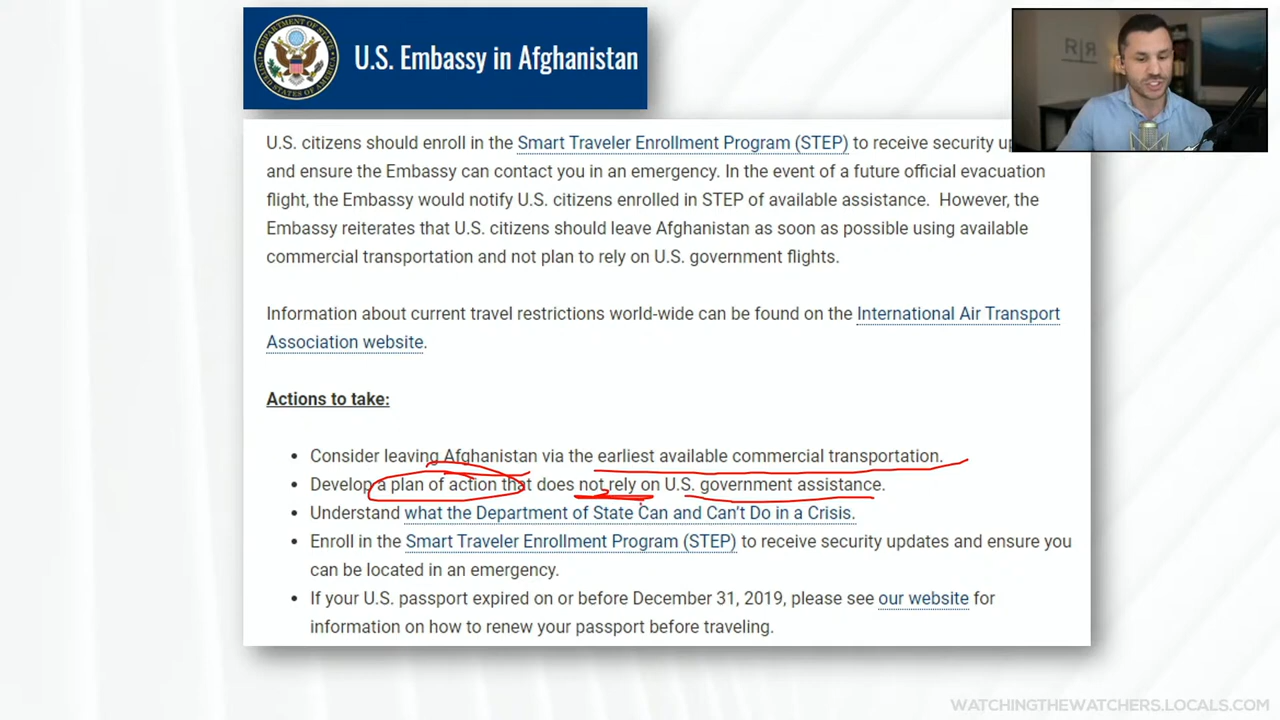 U.S. Embassy in Afghanistan
R|R
U.S. citizens should enroll in the Smart Traveler Enrollment Program (STEP) to receive security
and ensure the Embassy can contact you in an emergency. In the event of a future official evacuation
flight, the Embassy would notify U.S. citizens enrolled in STEP of available assistance. However, the
Embassy reiterates that U.S. citizens should leave Afghanistan as soon as possible using available
commercial transportation and not plan to rely on U.S. government flights.
Information about current travel restrictions world-wide can be found on the International Air Transport
Association website.
Actions to take:
• Consider leaving Afghanistan via the earliest available commercial transportation.
• Develop a plan of action that does not rely on U.S. government assistance.
• Understand what the Department of State Can and Can't Do in a Crisis.
• Enroll in the Smart Traveler Enrollment Program (STEP) to receive security updates and ensure you
can be located in an emergency.
• If your U.S. passport expired on or before December 31, 2019, please see our website for
information on how to renew your passport before traveling.
WATCHINGTHEWATCHERS.LOCALS.COM